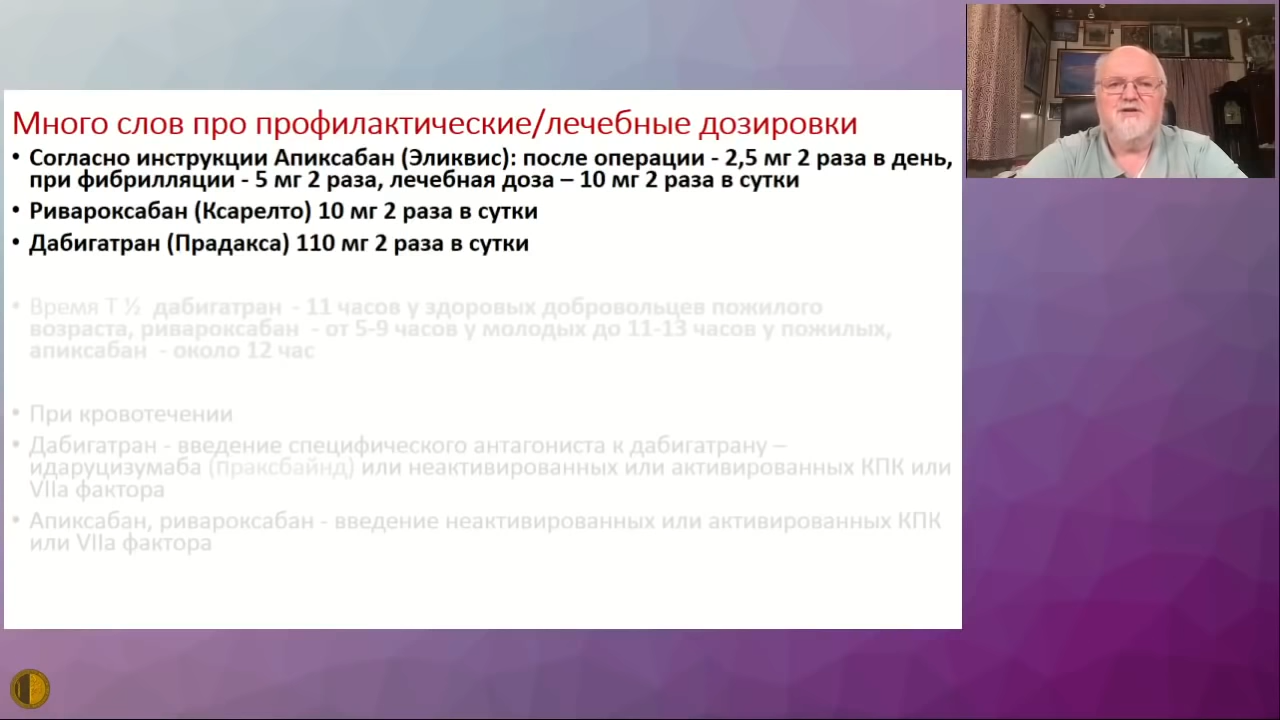 Много слов про профилактические/лечебные дозировки
• Согласно инструкции Апиксабан (Эликвис): после операции - 2,5 мг 2 раза в день,
при фибрилляции - 5 мг 2 раза, лечебная доза – 10 мг 2 раза в сутки
• Ривароксабан (Ксарелто) 10 мг 2 раза в сутки
• Дабигатран (Прадакса) 110 мг 2 раза в сутки
• Время Т ½ дабигатран - 11 часов у здоровых добровольцев пожилого
возраста, ривароксабан - от 5-9 часов у молодых до 11-13 часов у пожилых,
апиксабан - около 12 час
• При кровотечении
• Дабигатран - введение специфического антагониста к дабигатрану –
идаруцизумаба (праксбайнд) или неактивированных или активированных КПК или
VIIa фактора
• Апиксабан, ривароксабан - введение неактивированных или активированных КПК
или VIIa фактора